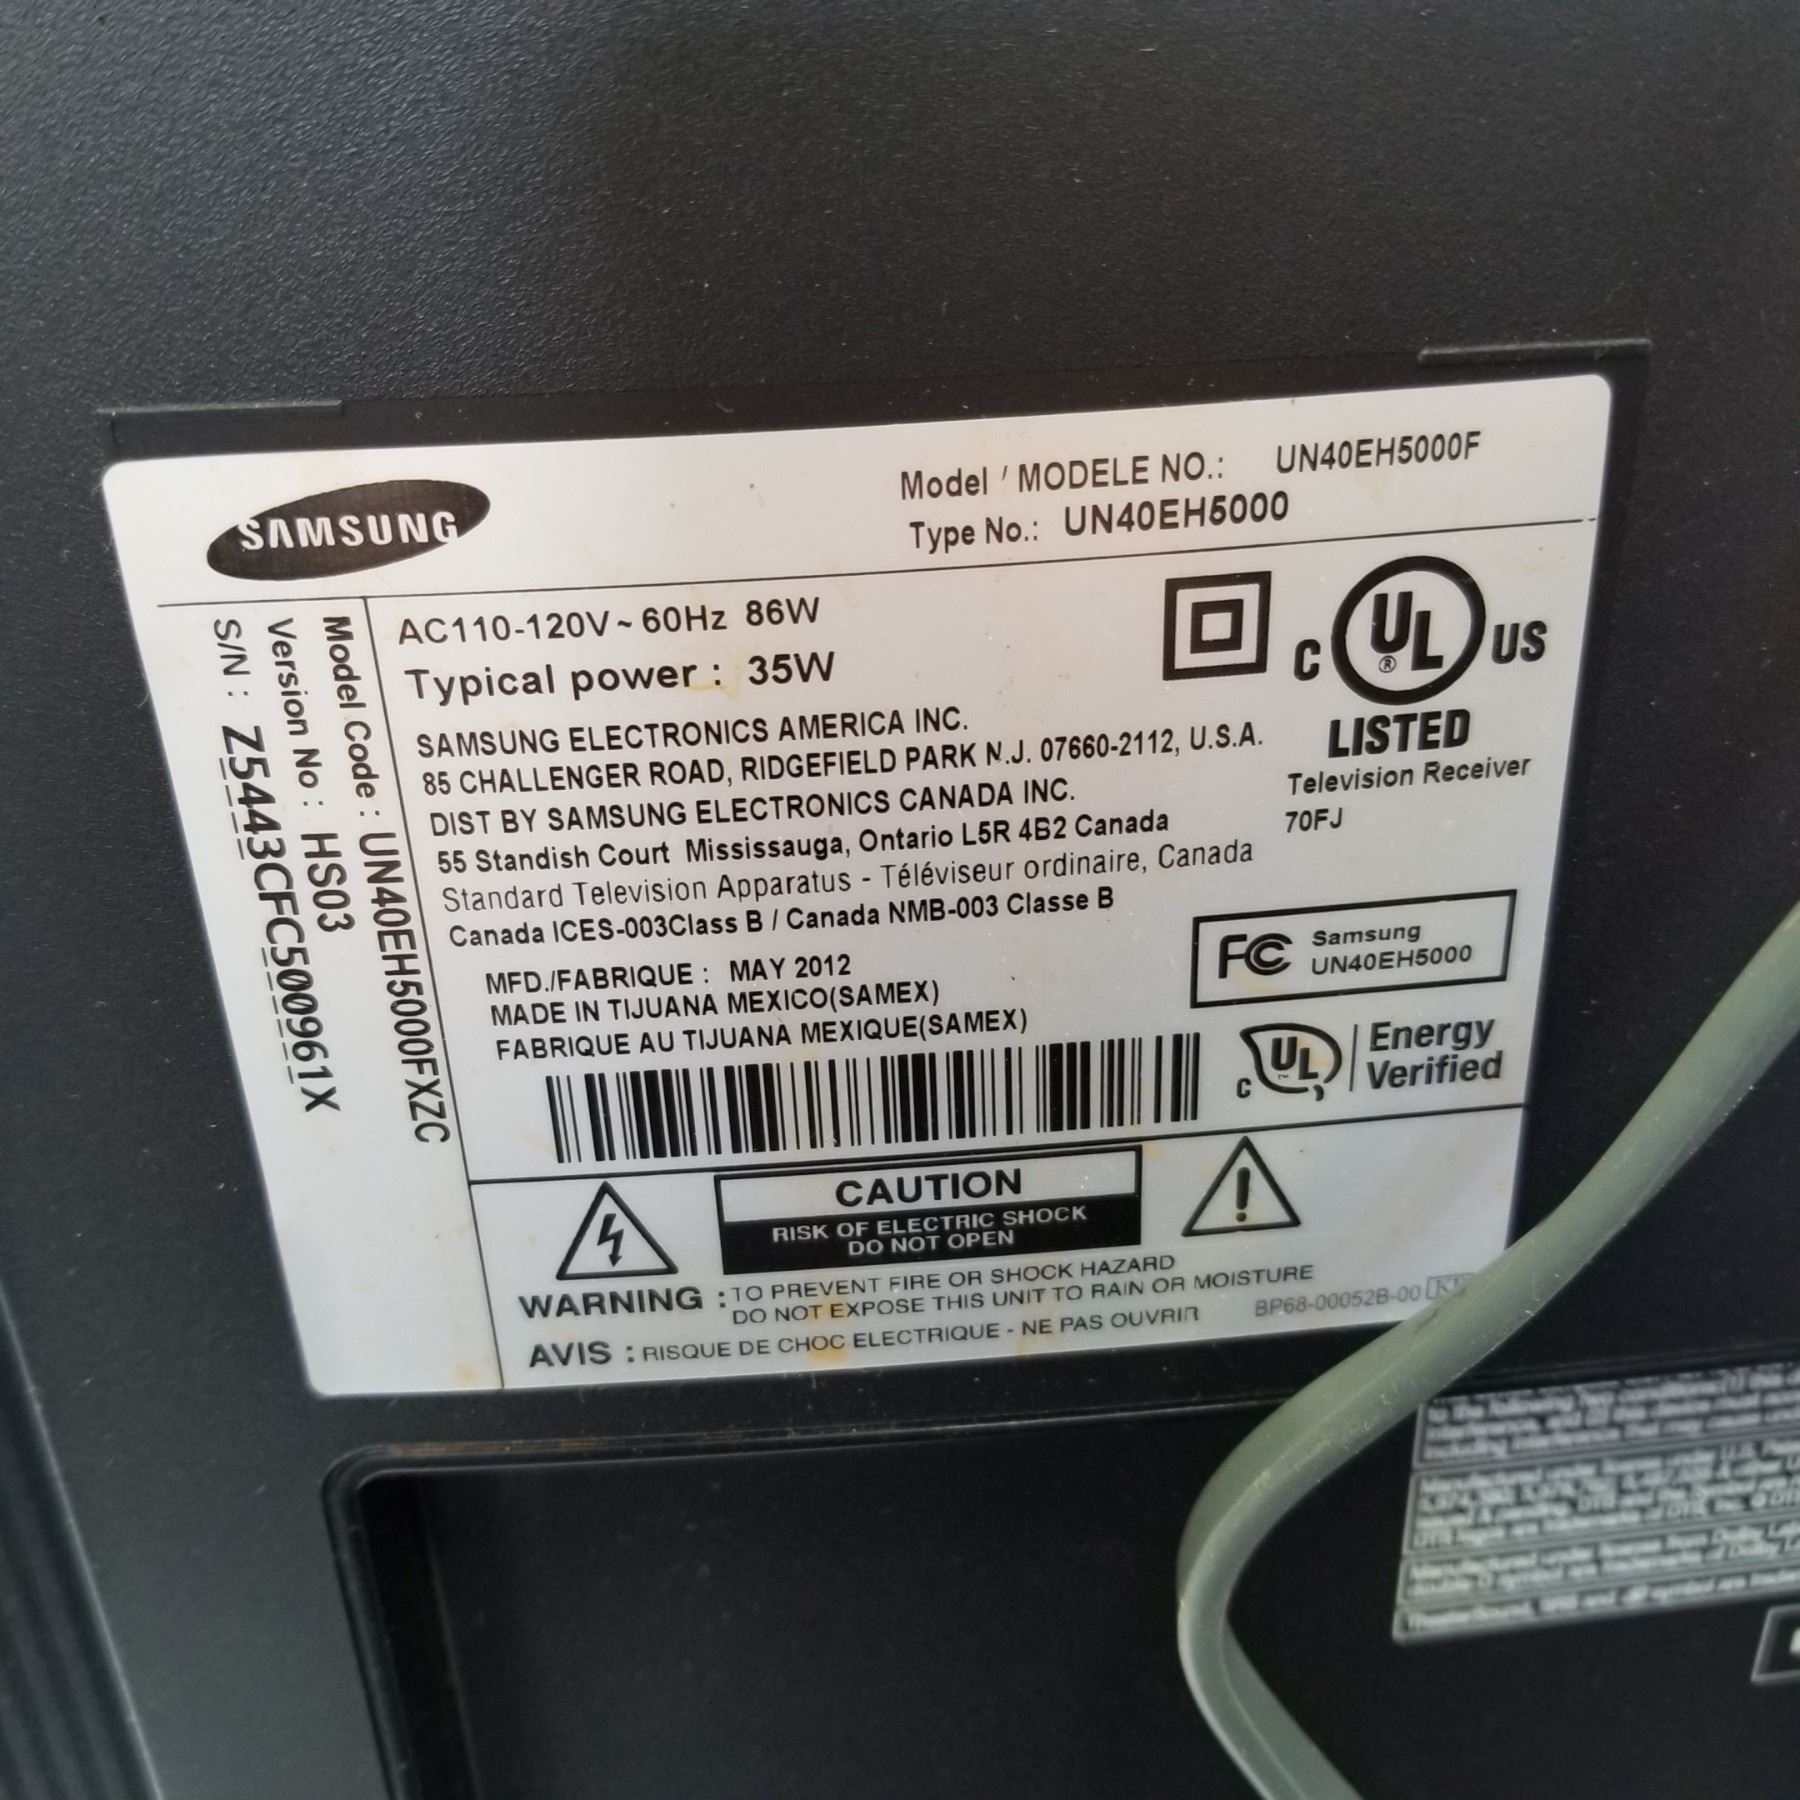 SAMSUNG
Model / MODELE NO.: UN40EH5000F
Type No.: UN40EH5000
Model Code : UN40EH5000FXZC
Version No : HS03
S/N : Z5443CFC500961X
AC110-120V~60Hz 86W
Typical power : 35W
SAMSUNG ELECTRONICS AMERICA INC.
85 CHALLENGER ROAD, RIDGEFIELD PARK N.J. 07660-2112, U.S.A.
DIST BY SAMSUNG ELECTRONICS CANADA INC.
55 Standish Court Mississauga, Ontario L5R 4B2 Canada
Standard Television Apparatus - Téléviseur ordinaire, Canada
Canada ICES-003Class B / Canada NMB-003 Classe B
MFD./FABRIQUE : MAY 2012
MADE IN TIJUANA MEXICO(SAMEX)
FABRIQUE AU TIJUANA MEXIQUE(SAMEX)
C UL ® US
LISTED
Television Receiver
70FJ
FC Samsung
UN40EH5000
C UL ™ Energy
Verified
CAUTION
RISK OF ELECTRIC SHOCK
DO NOT OPEN
WARNING : TO PREVENT FIRE OR SHOCK HAZARD
DO NOT EXPOSE THIS UNIT TO RAIN OR MOISTURE
AVIS : RISQUE DE CHOC ELECTRIQUE - NE PAS OUVRIR
BP68-00052B-00